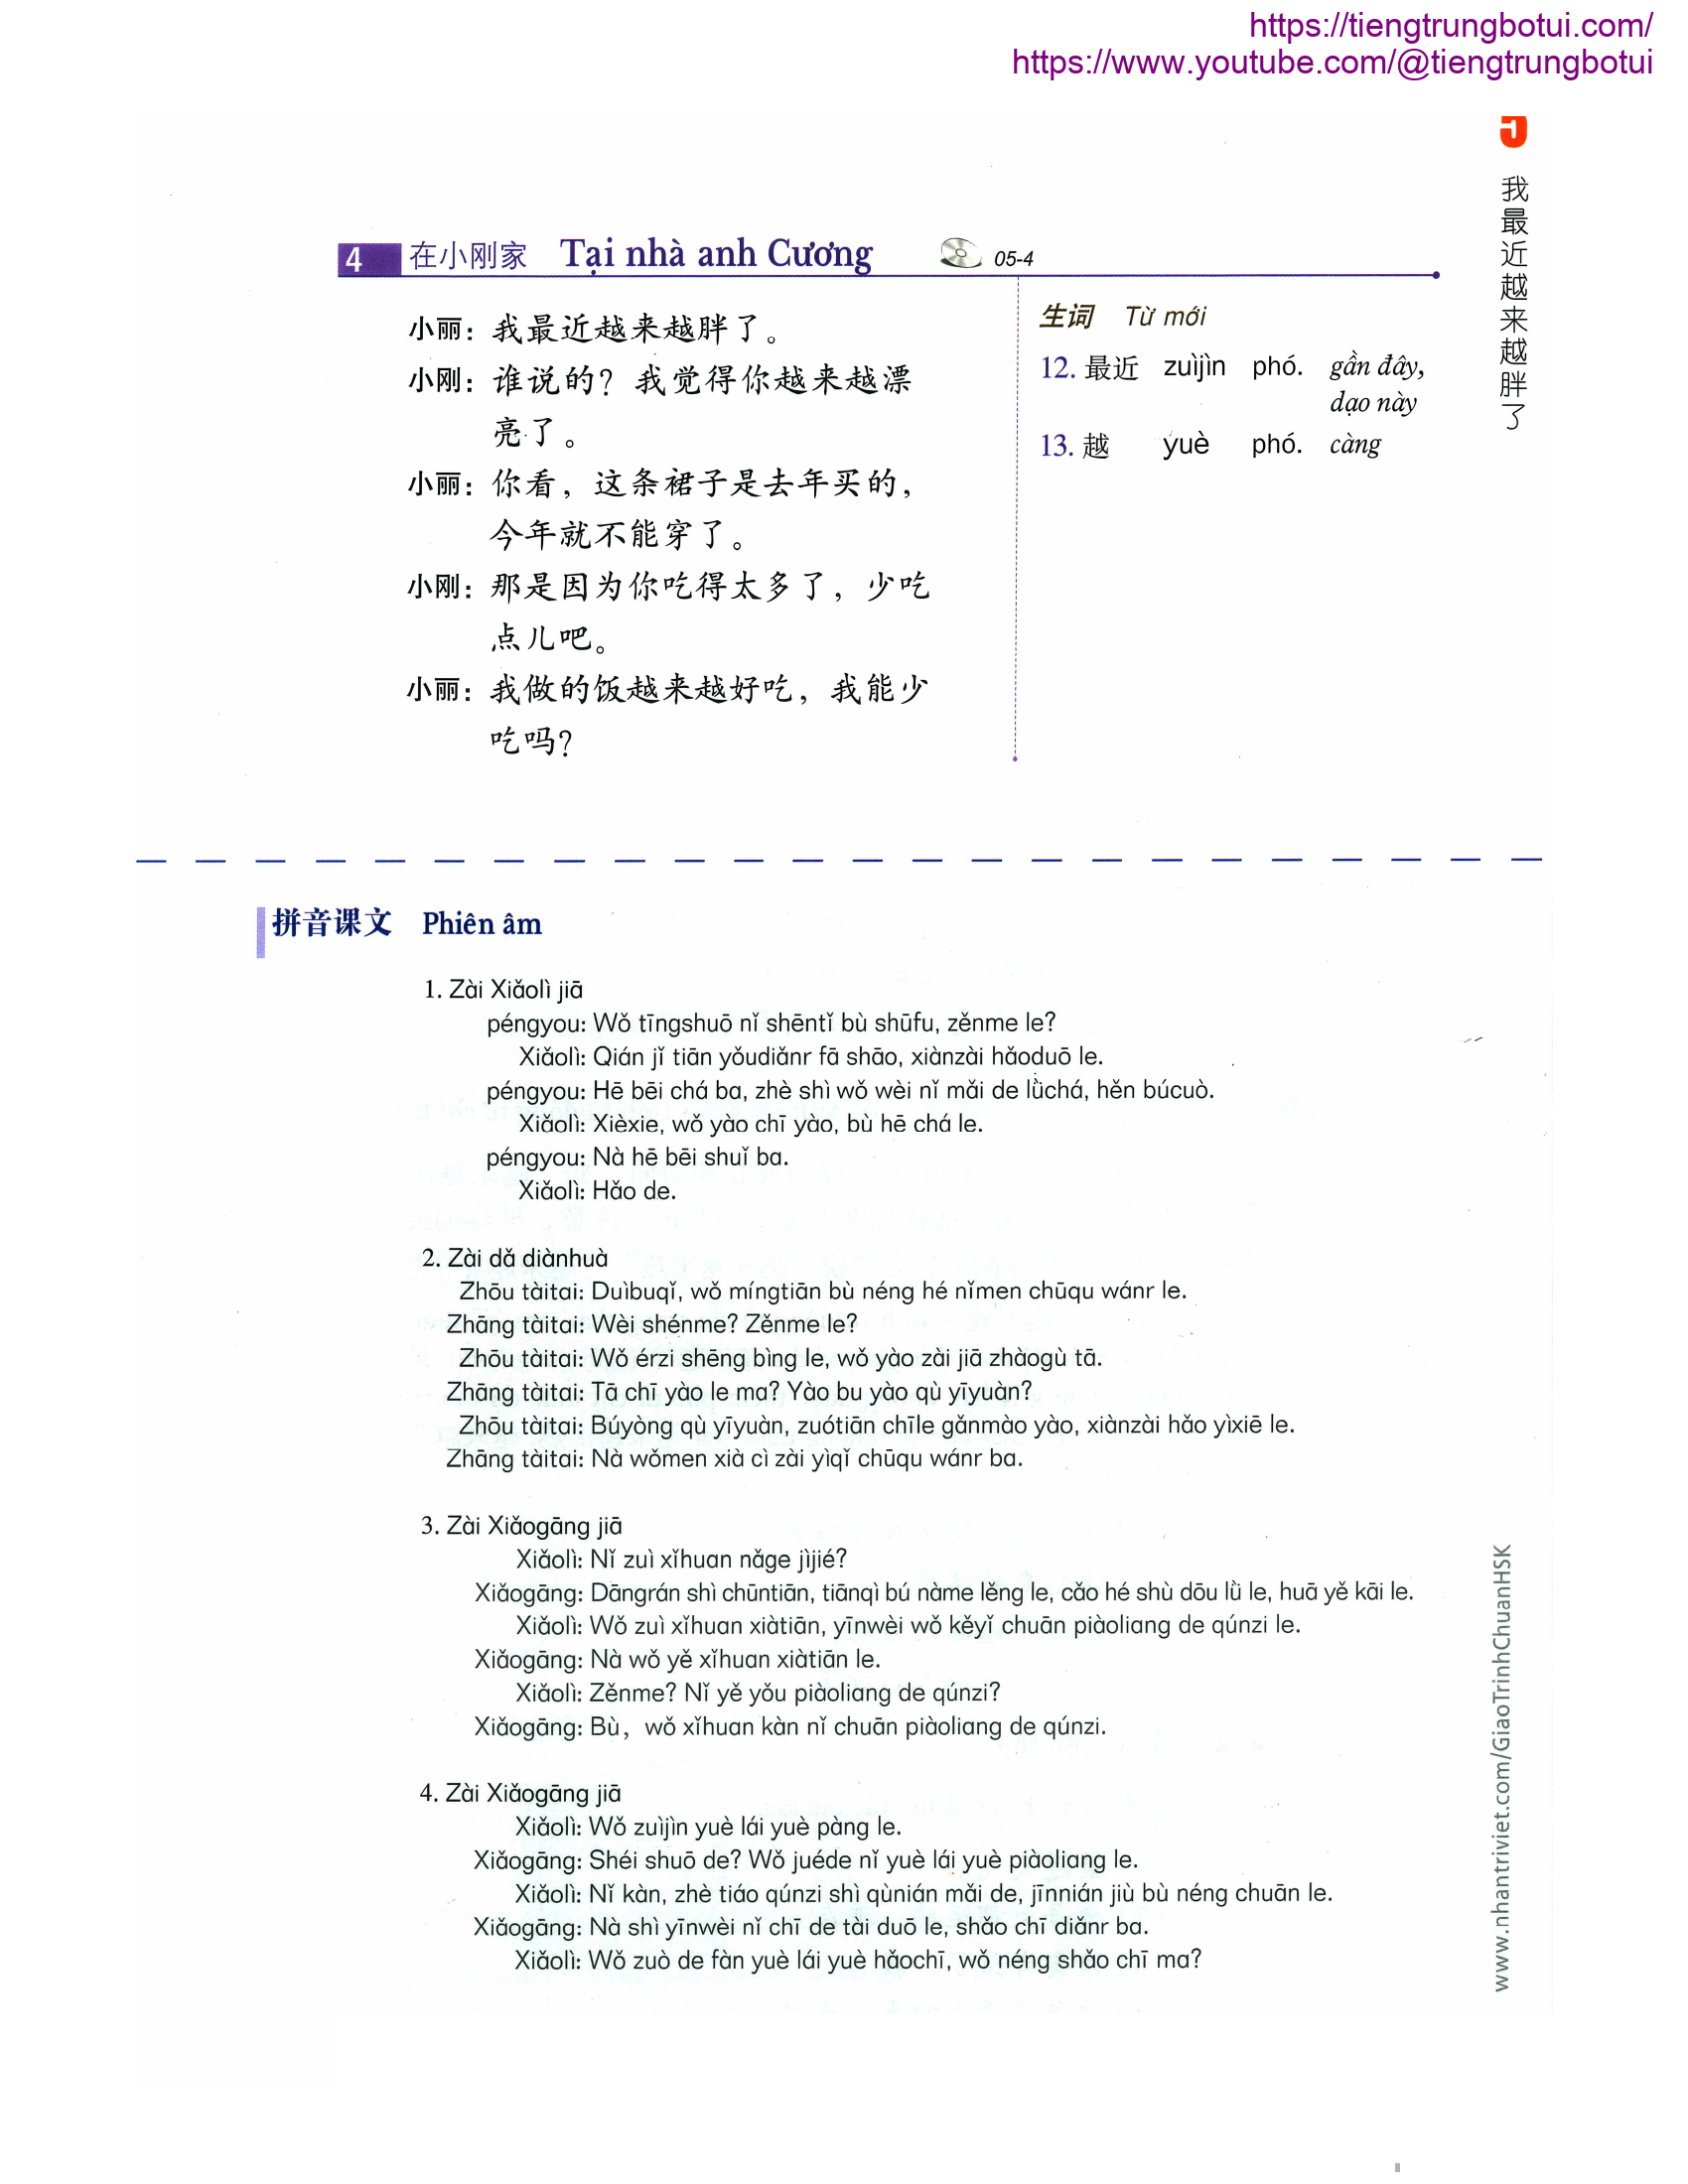 https://tiengtrungbotui.com/
https://www.youtube.com/@tiengtrungbotui
5
我最近越来越胖了
4 在小刚家 Tại nhà anh Cương 05-4
小丽：我最近越来越胖了。
小刚：谁说的？我觉得你越来越漂
亮了。
小丽：你看，这条裙子是去年买的，
今年就不能穿了。
小刚：那是因为你吃得太多了，少吃
点儿吧。
小丽：我做的饭越来越好吃，我能少
吃吗？
生词 Từ mới
12. 最近 zuìjìn phó. gần đây,
dạo này
13. 越 yuè phó. càng
拼音课文 Phiên âm
1. Zài Xiǎolì jiā
péngyou: Wǒ tīngshuō nǐ shēntǐ bù shūfu, zěnme le?
Xiǎolì: Qián jǐ tiān yǒudiǎnr fā shāo, xiànzài hǎoduō le.
péngyou: Hē bēi chá ba, zhè shì wǒ wèi nǐ mǎi de lǜchá, hěn búcuò.
Xiǎolì: Xièxie, wǒ yào chī yào, bù hē chá le.
péngyou: Nà hē bēi shuǐ ba.
Xiǎolì: Hǎo de.
2. Zài dǎ diànhuà
Zhōu tàitai: Duìbuqǐ, wǒ míngtiān bù néng hé nǐmen chūqu wánr le.
Zhāng tàitai: Wèi shénme? Zěnme le?
Zhōu tàitai: Wǒ érzi shēng bìng le, wǒ yào zài jiā zhàogù tā.
Zhāng tàitai: Tā chī yào le ma? Yào bu yào qù yīyuàn?
Zhōu tàitai: Búyòng qù yīyuàn, zuótiān chīle gǎnmào yào, xiànzài hǎo yìxiē le.
Zhāng tàitai: Nà wǒmen xià cì zài yìqǐ chūqu wánr ba.
3. Zài Xiǎogāng jiā
Xiǎolì: Nǐ zuì xǐhuan nǎge jìjié?
Xiǎogāng: Dāngrán shì chūntiān, tiānqì bú nàme lěng le, cǎo hé shù dōu lǜ le, huā yě kāi le.
Xiǎolì: Wǒ zuì xǐhuan xiàtiān, yīnwèi wǒ kěyǐ chuān piàoliang de qúnzi le.
Xiǎogāng: Nà wǒ yě xǐhuan xiàtiān le.
Xiǎolì: Zěnme? Nǐ yě yǒu piàoliang de qúnzi?
Xiǎogāng: Bù, wǒ xǐhuan kàn nǐ chuān piàoliang de qúnzi.
4. Zài Xiǎogāng jiā
Xiǎolì: Wǒ zuìjìn yuè lái yuè pàng le.
Xiǎogāng: Shéi shuō de? Wǒ juéde nǐ yuè lái yuè piàoliang le.
Xiǎolì: Nǐ kàn, zhè tiáo qúnzi shì qùnián mǎi de, jīnnián jiù bù néng chuān le.
Xiǎogāng: Nà shì yīnwèi nǐ chī de tài duō le, shǎo chī diǎnr ba.
Xiǎolì: Wǒ zuò de fàn yuè lái yuè hǎochī, wǒ néng shǎo chī ma?
www.nhantriviet.com/GiaoTrinhChuanHSK